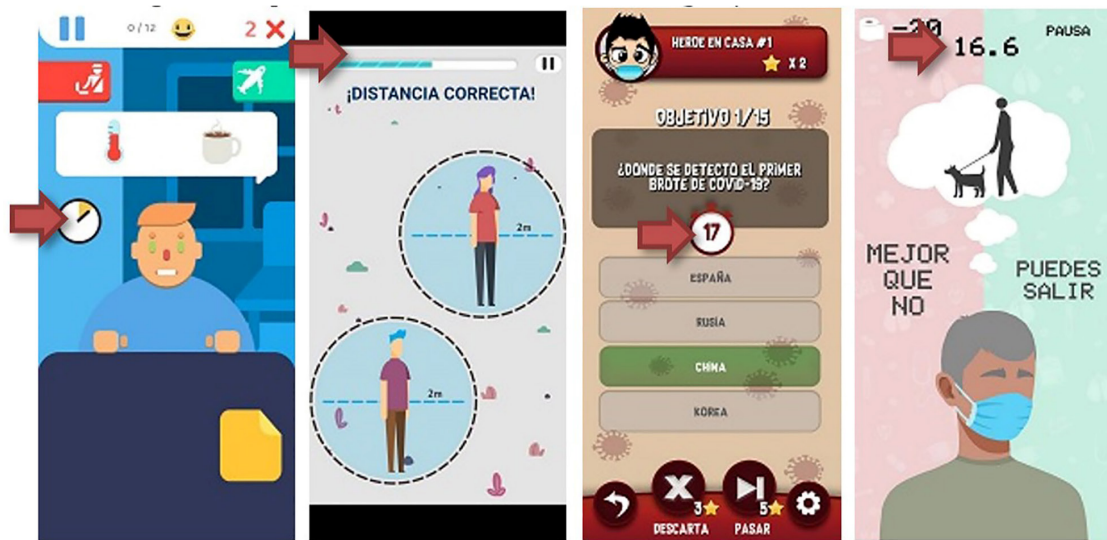 0/12
2 X
¡DISTANCIA CORRECTA!
2m
2m
HEROE EN CASA #1
X 2
OBJETIVO 1/15
¿DONDE SE DETECTO EL PRIMER
BROTE DE COVID-19?
17
ESPAÑA
RUSIA
CHINA
KOREA
3
5
DESCARTA
PASAR
16.6
PAUSA
MEJOR
QUE
NO
PUEDES
SALIR